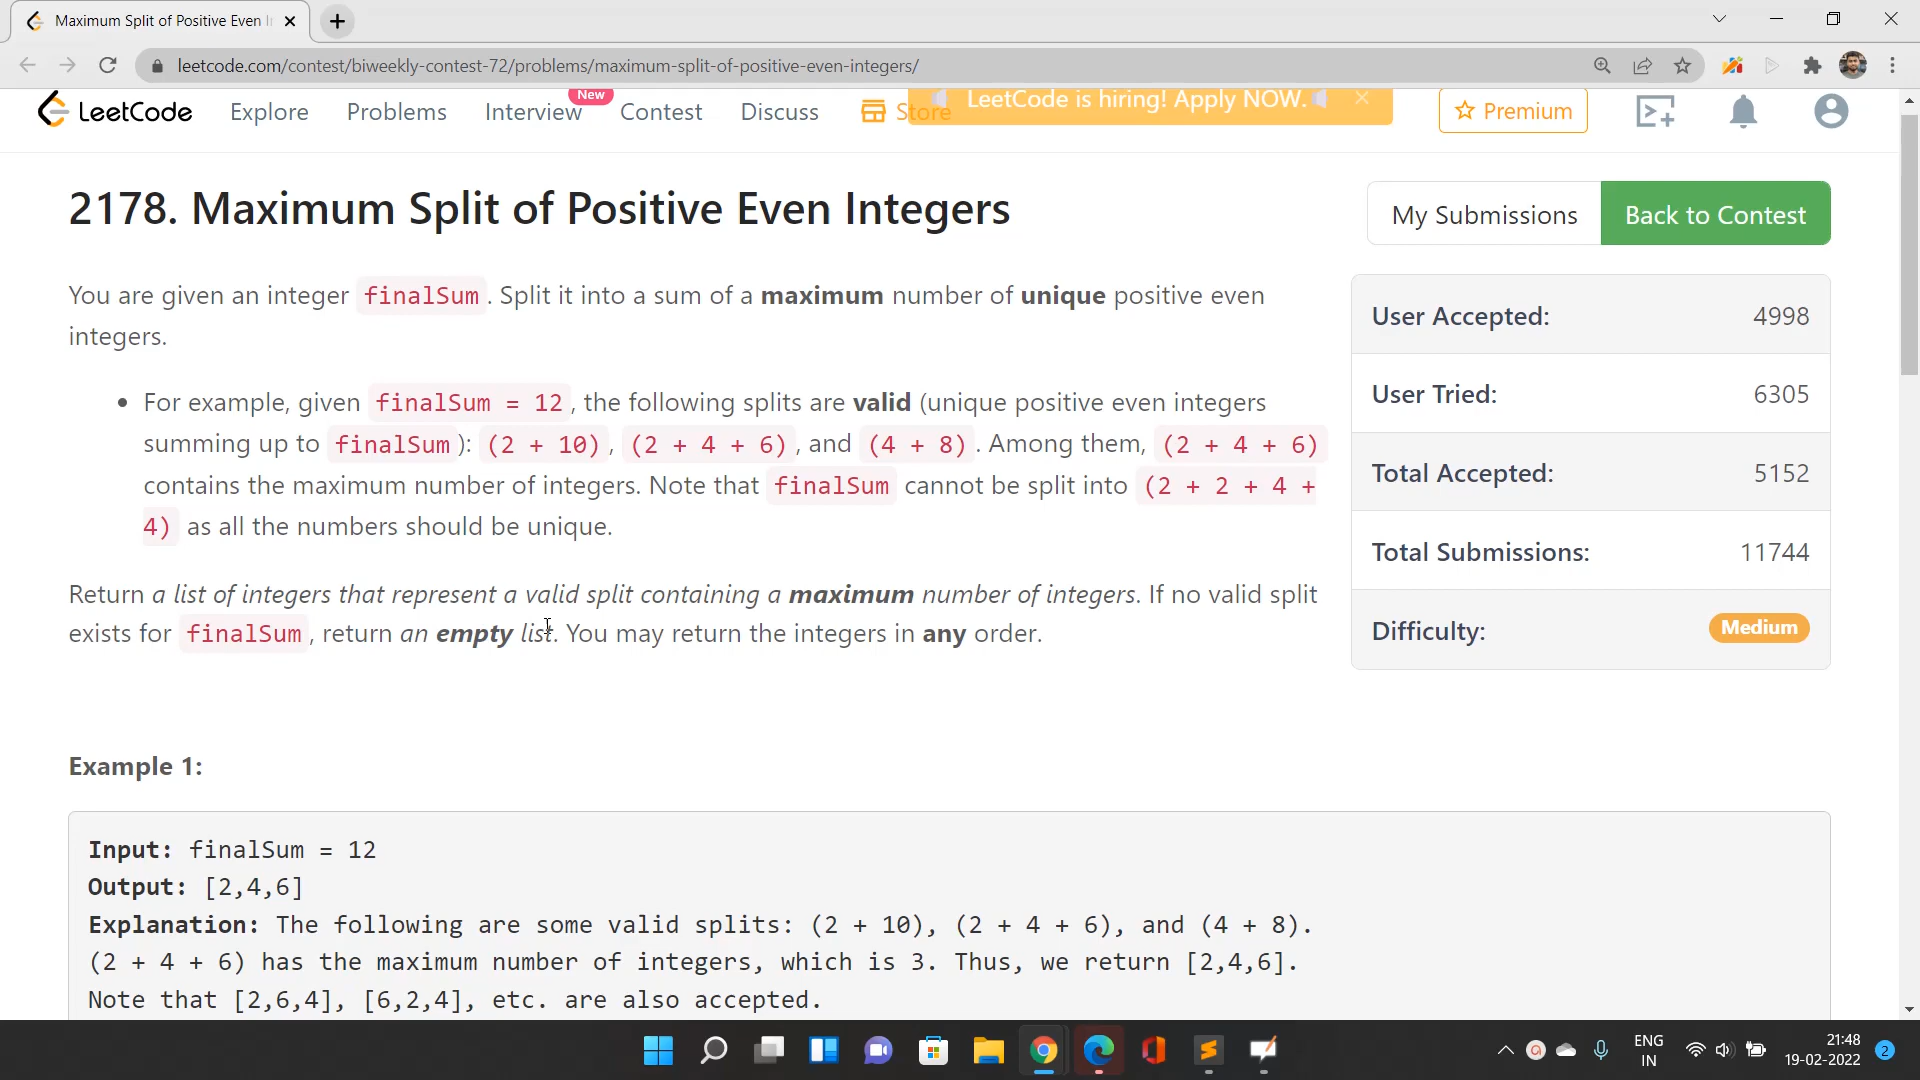 Maximum Split of Positive Even I
leetcode.com/contest/biweekly-contest-72/problems/maximum-split-of-positive-even-integers/
LeetCode Explore Problems Interview New Contest Discuss Store LeetCode is hiring! Apply NOW. Premium
2178. Maximum Split of Positive Even Integers
My Submissions Back to Contest
You are given an integer finalSum. Split it into a sum of a maximum number of unique positive even
integers.
For example, given finalSum = 12, the following splits are valid (unique positive even integers
summing up to finalSum): (2 + 10), (2 + 4 + 6), and (4 + 8). Among them, (2 + 4 + 6)
contains the maximum number of integers. Note that finalSum cannot be split into (2 + 2 + 4 +
4) as all the numbers should be unique.
Return a list of integers that represent a valid split containing a maximum number of integers. If no valid split
exists for finalSum, return an empty list. You may return the integers in any order.
User Accepted: 4998
User Tried: 6305
Total Accepted: 5152
Total Submissions: 11744
Difficulty: Medium
Example 1:
Input: finalSum = 12
Output: [2,4,6]
Explanation: The following are some valid splits: (2 + 10), (2 + 4 + 6), and (4 + 8).
(2 + 4 + 6) has the maximum number of integers, which is 3. Thus, we return [2,4,6].
Note that [2,6,4], [6,2,4], etc. are also accepted.
ENG
IN
21:48
19-02-2022
2